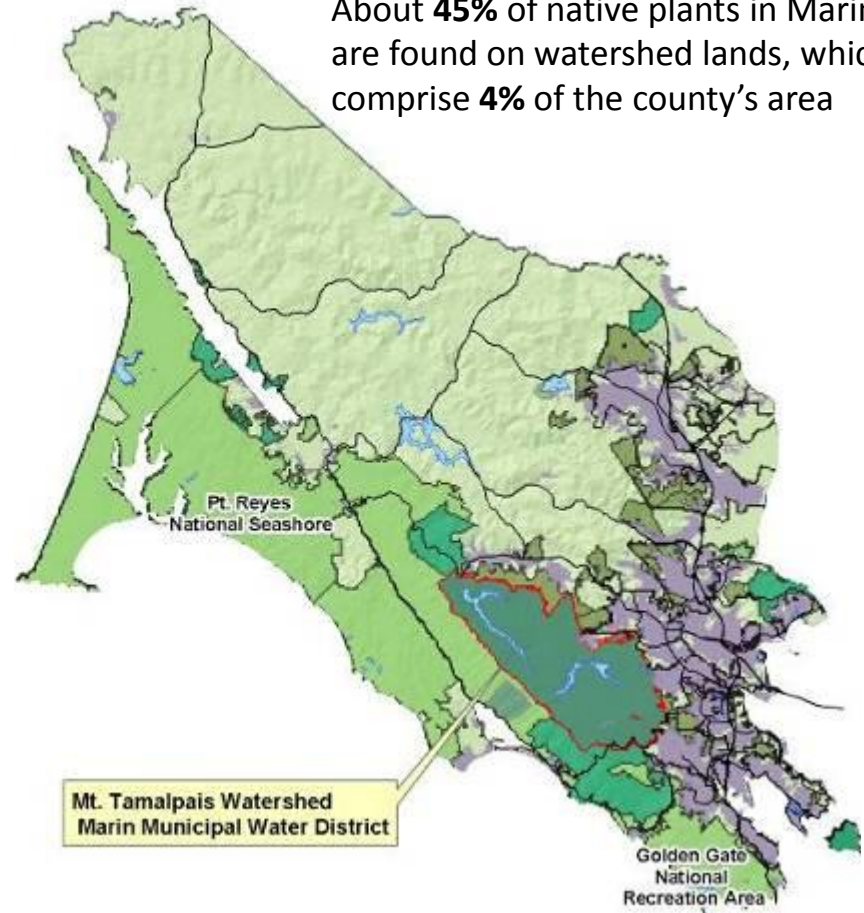 About 45% of native plants in Marin
are found on watershed lands, whic
comprise 4% of the county’s area
Pt. Reyes
National Seashore
Mt. Tamalpais Watershed
Marin Municipal Water District
Golden Gate
National
Recreation Area